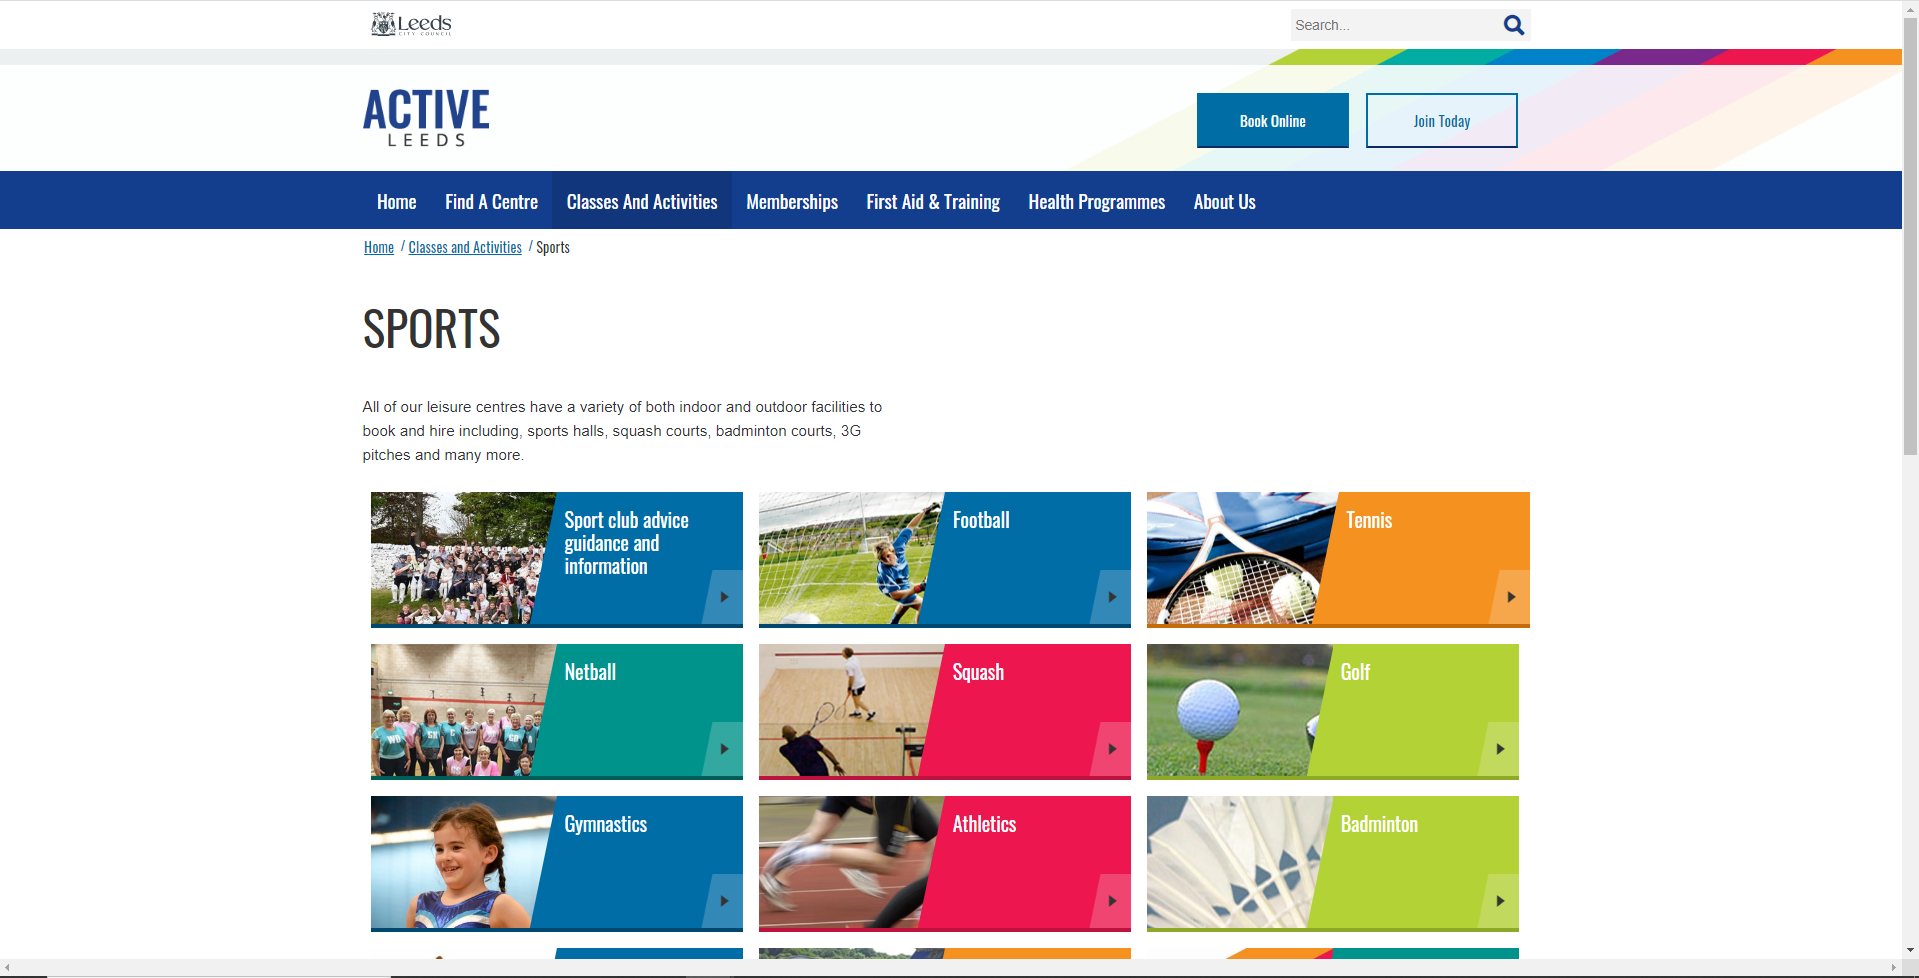 Leeds
CITY COUNCIL
Search...
ACTIVE
LEEDS
Book Online
Join Today
Home
Find A Centre
Classes And Activities
Memberships
First Aid & Training
Health Programmes
About Us
Home / Classes and Activities / Sports
SPORTS
All of our leisure centres have a variety of both indoor and outdoor facilities to
book and hire including, sports halls, squash courts, badminton courts, 3G
pitches and many more.
Sport club advice
guidance and
information
Football
Tennis
Netball
Squash
Golf
Gymnastics
Athletics
Badminton